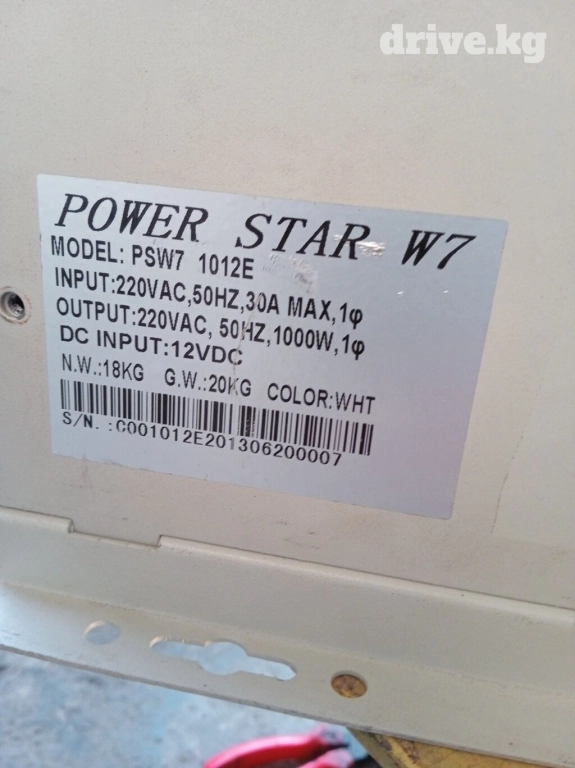 drive.kg
POWER STAR W7
MODEL: PSW7 1012E
INPUT:220VAC,50HZ,30A MAX,1φ
OUTPUT:220VAC, 50HZ,1000W,1φ
DC INPUT:12VDC
N.W.:18KG G.W.:20KG COLOR:WHT
S/N. :C001012E201306200007